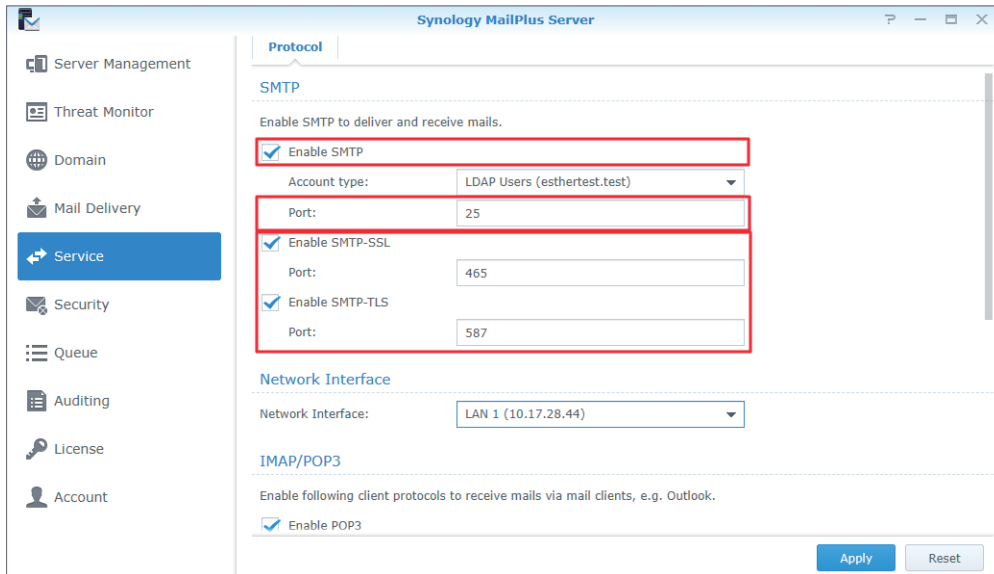 Synology MailPlus Server
Server Management
Threat Monitor
Domain
Mail Delivery
Service
Security
Queue
Auditing
License
Account
Protocol
SMTP
Enable SMTP to deliver and receive mails.
Enable SMTP
Account type: LDAP Users (esthertest.test)
Port: 25
Enable SMTP-SSL
Port: 465
Enable SMTP-TLS
Port: 587
Network Interface
Network Interface: LAN 1 (10.17.28.44)
IMAP/POP3
Enable following client protocols to receive mails via mail clients, e.g. Outlook.
Enable POP3
Apply Reset